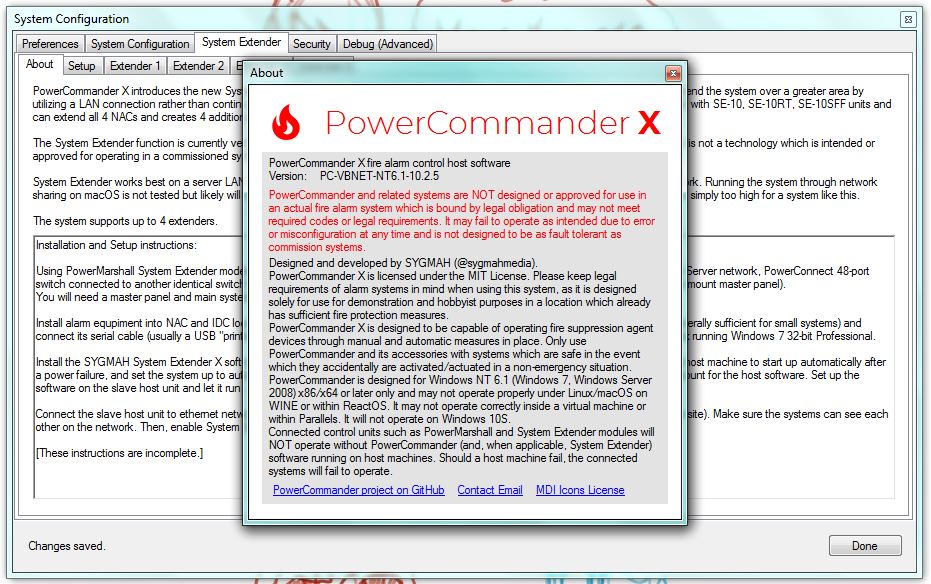 System Configuration
Preferences
System Configuration
System Extender
Security
Debug (Advanced)
About
Setup
Extender 1
Extender 2
PowerCommander X introduces the new Sys
end the system over a greater area by
utilizing a LAN connection rather than contin
with SE-10, SE-10RT, SE-10SFF units and
can extend all 4 NACs and creates 4 addition
The System Extender function is currently ve
is not a technology which is intended or
approved for operating in a commissioned sy
System Extender works best on a server LAN
rk. Running the system through network
sharing on macOS is not tested but likely will
simply too high for a system like this.
The system supports up to 4 extenders.
Installation and Setup instructions:
Using PowerMarshall System Extender mode
Server network, PowerConnect 48-port
switch connected to another identical switch
mount master panel).
You will need a master panel and main syste
Install alarm equpiment into NAC and IDC lo
erally sufficient for small systems) and
connect its serial cable (usually a USB "print
running Windows 7 32-bit Professional.
Install the SYGMAH System Extender X soft
host machine to start up automatically after
a power failure, and set the system up to aut
ount for the host software. Set up the
software on the slave host unit and let it run
Connect the slave host unit to ethernet netw
site). Make sure the systems can see each
other on the network. Then, enable System
[These instructions are incomplete.]
Changes saved.
Done
About
PowerCommander X
PowerCommander X fire alarm control host software
Version: PC-VBNET-NT6.1-10.2.5
PowerCommander and related systems are NOT designed or approved for use in
an actual fire alarm system which is bound by legal obligation and may not meet
required codes or legal requirements. It may fail to operate as intended due to error
or misconfiguration at any time and is not designed to be as fault tolerant as
commission systems.
Designed and developed by SYGMAH (@sygmahmedia).
PowerCommander X is licensed under the MIT License. Please keep legal
requirements of alarm systems in mind when using this system, as it is designed
solely for use for demonstration and hobbyist purposes in a location which already
has sufficient fire protection measures.
PowerCommander X is designed to be capable of operating fire suppression agent
devices through manual and automatic measures in place. Only use
PowerCommander and its accessories with systems which are safe in the event
which they accidentally are activated/actuated in a non-emergency situation.
PowerCommander is designed for Windows NT 6.1 (Windows 7, Windows Server
2008) x86/x64 or later only and may not operate properly under Linux/macOS on
WINE or within ReactOS. It may not operate correctly inside a virtual machine or
within Parallels. It will not operate on Windows 10S.
Connected control units such as PowerMarshall and System Extender modules will
NOT operate without PowerCommander (and, when applicable, System Extender)
software running on host machines. Should a host machine fail, the connected
systems will fail to operate.
PowerCommander project on GitHub
Contact Email
MDI Icons License